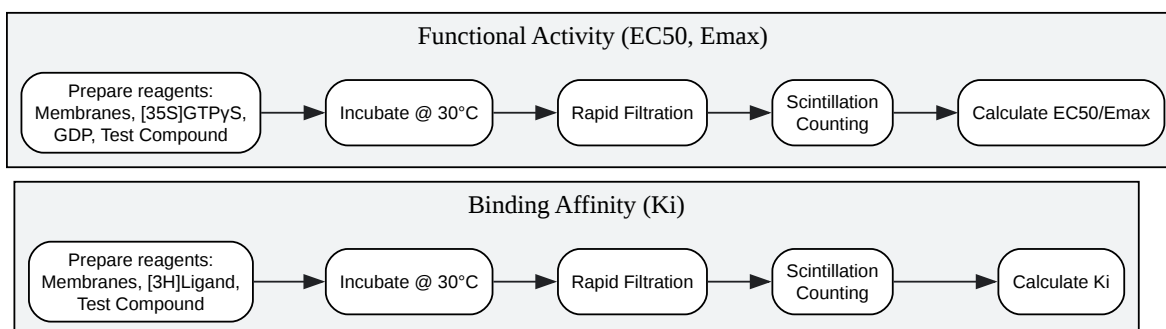 Functional Activity (EC50, Emax)
Prepare reagents:
Membranes, [35S]GTPγS,
GDP, Test Compound
Incubate @ 30°C
Rapid Filtration
Scintillation
Counting
Calculate EC50/Emax
Binding Affinity (Ki)
Prepare reagents:
Membranes, [3H]Ligand,
Test Compound
Incubate @ 30°C
Rapid Filtration
Scintillation
Counting
Calculate Ki